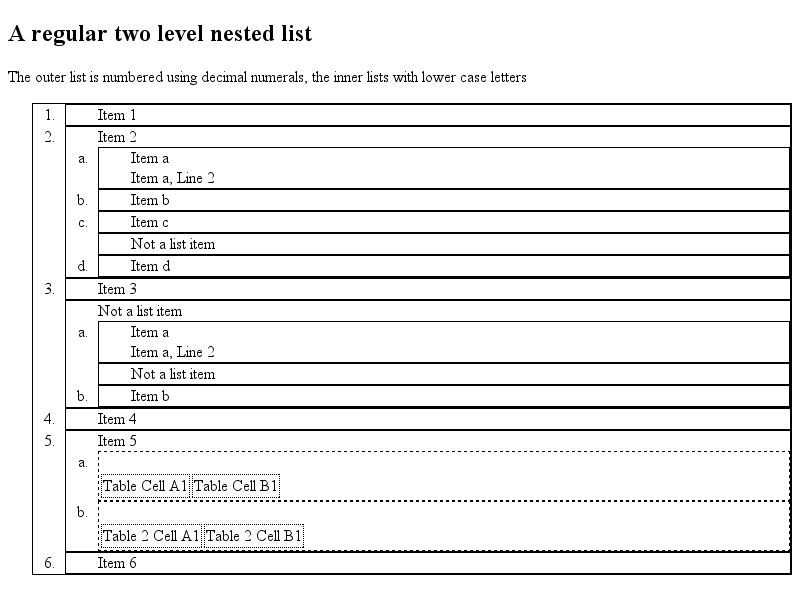 A regular two level nested list
The outer list is numbered using decimal numerals, the inner lists with lower case letters
1. Item 1
2. Item 2
a. Item a
Item a, Line 2
b. Item b
c. Item c
Not a list item
d. Item d
3. Item 3
Not a list item
a. Item a
Item a, Line 2
Not a list item
b. Item b
4. Item 4
5. Item 5
a.
Table Cell A1 Table Cell B1
b.
Table 2 Cell A1 Table 2 Cell B1
6. Item 6